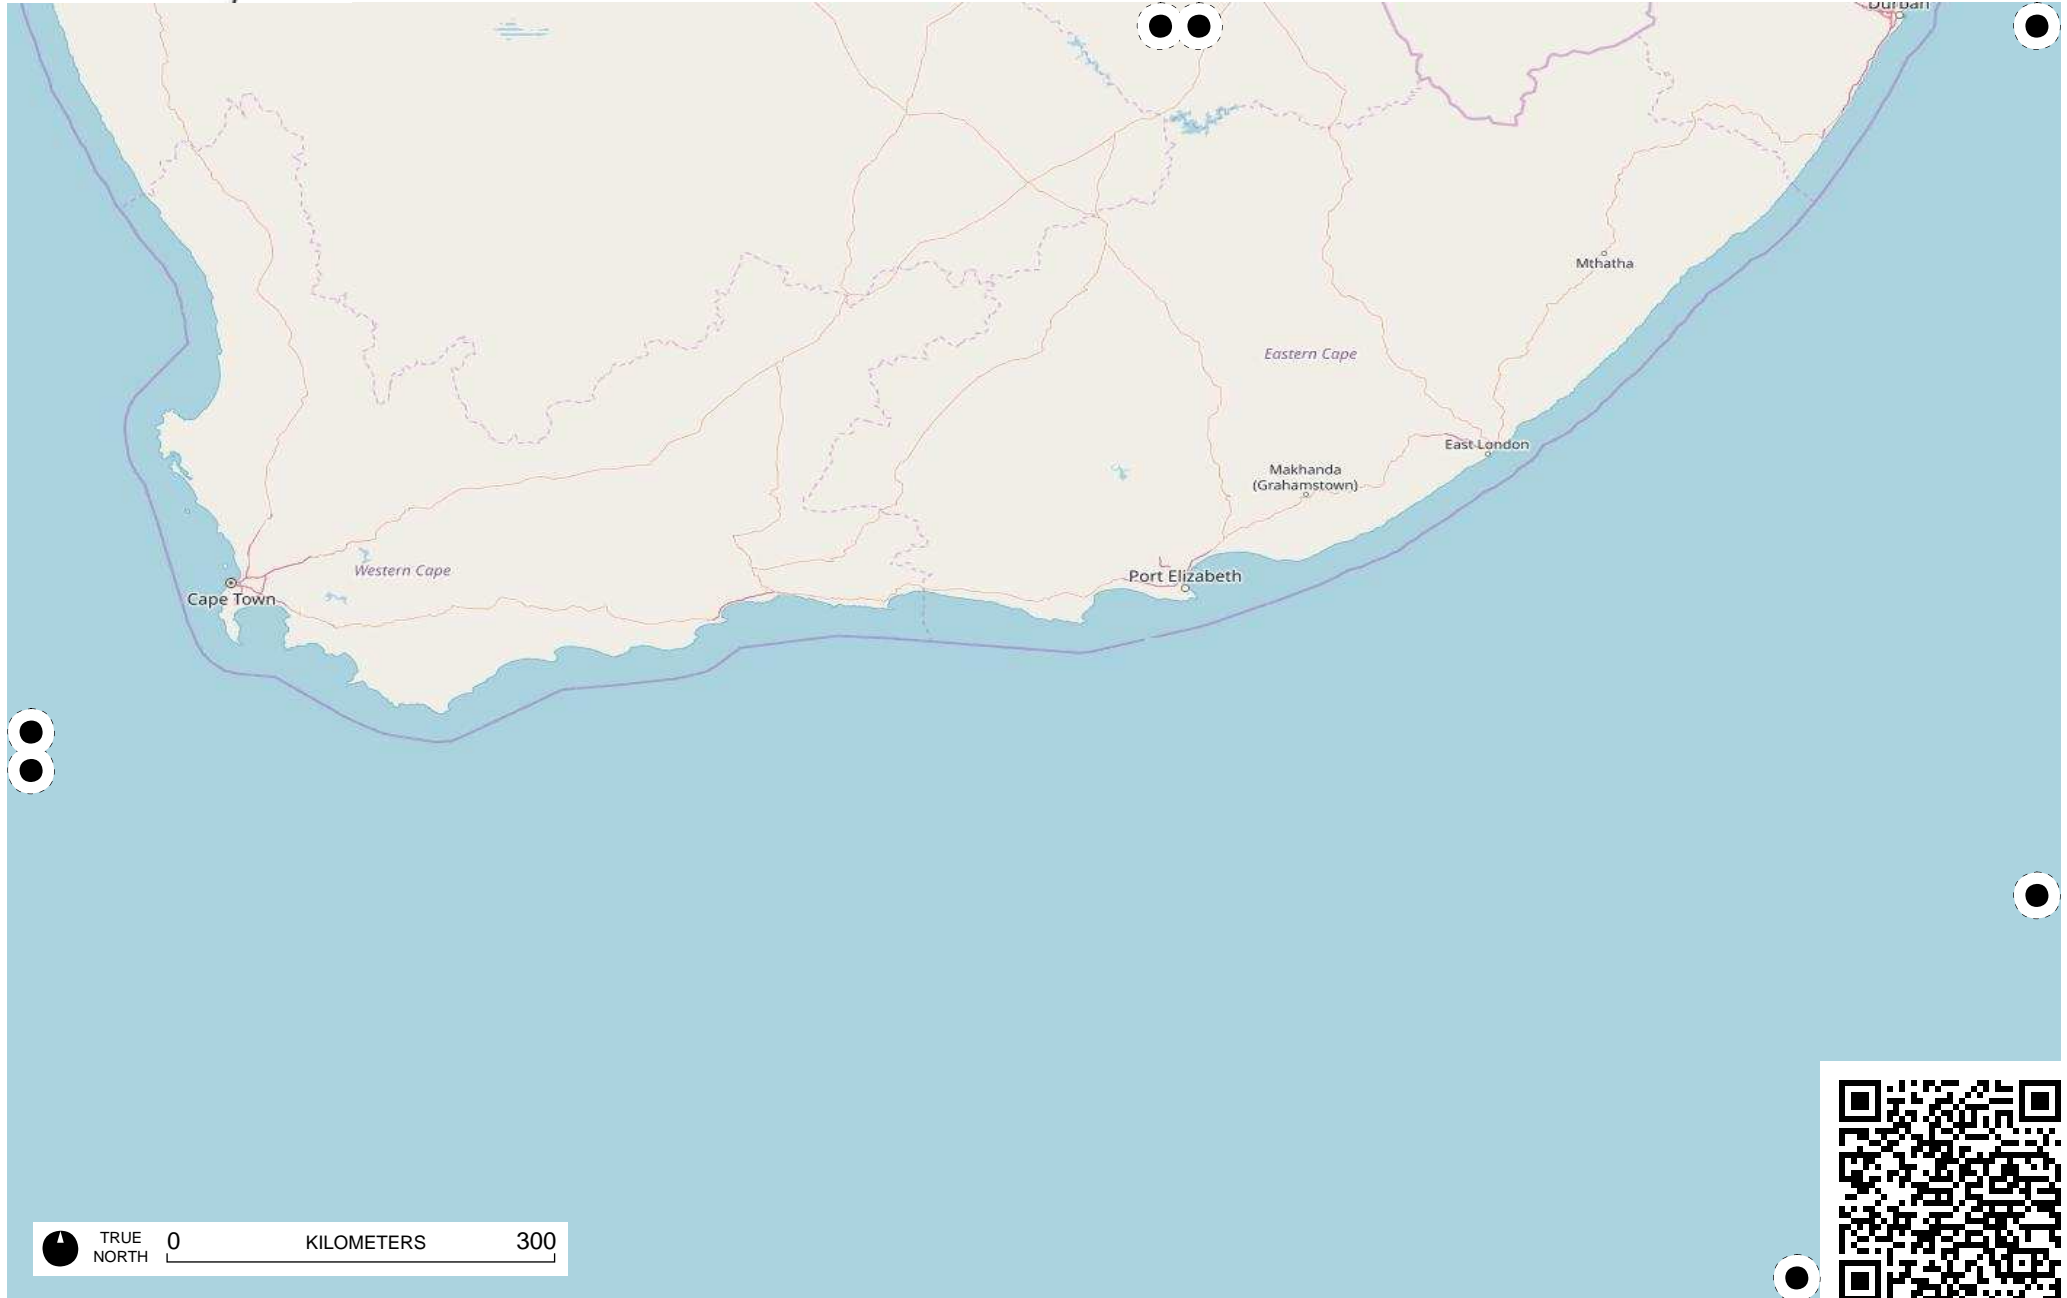 Durban
Mthatha
Eastern Cape
East London
Makhanda
(Grahamstown)
Western Cape
Port Elizabeth
Cape Town
TRUE
NORTH
0
KILOMETERS
300